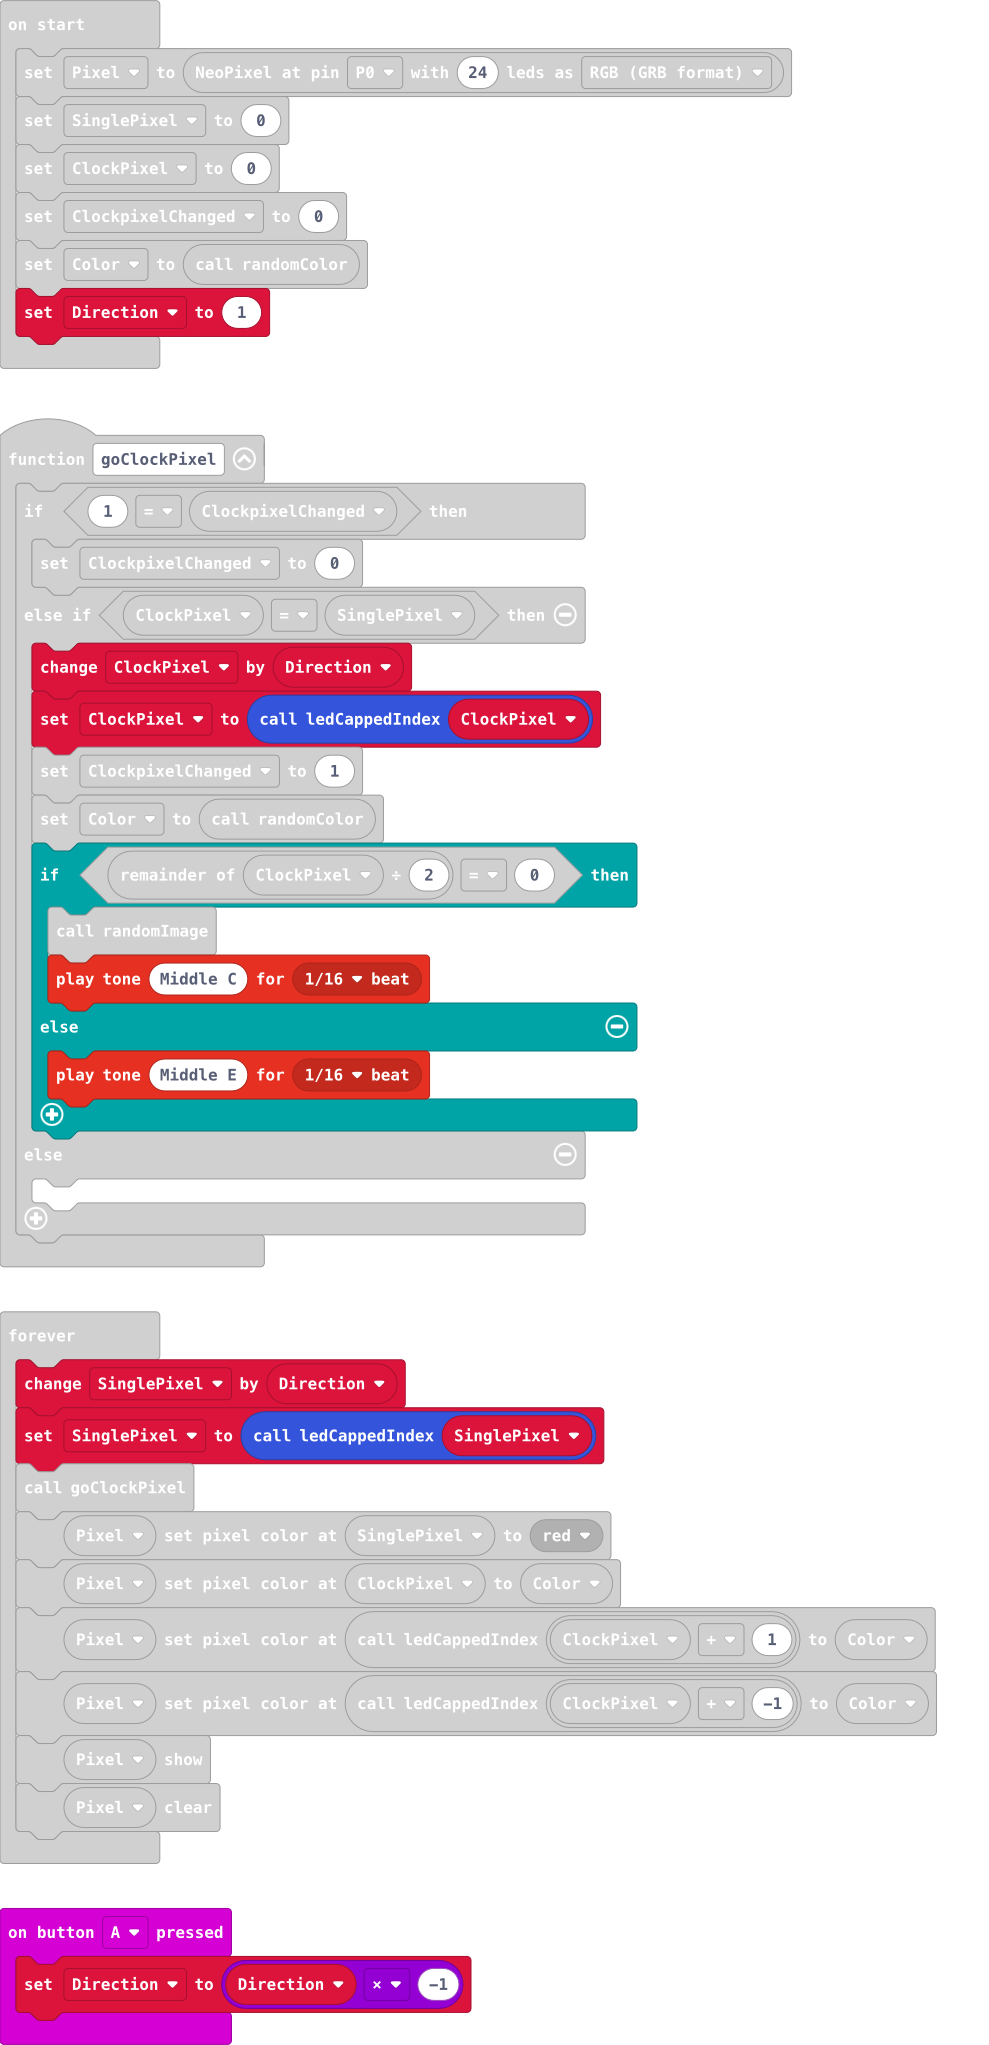 on start
set Pixel to NeoPixel at pin P0 with 24 leds as RGB (GRB format)
set SinglePixel to 0
set ClockPixel to 0
set ClockpixelChanged to 0
set Color to call randomColor
set Direction to 1
function goClockPixel
if 1 = ClockpixelChanged then
set ClockpixelChanged to 0
else if ClockPixel = SinglePixel then
change ClockPixel by Direction
set ClockPixel to call ledCappedIndex ClockPixel
set ClockpixelChanged to 1
set Color to call randomColor
if remainder of ClockPixel ÷ 2 = 0 then
call randomImage
play tone Middle C for 1/16 beat
else
play tone Middle E for 1/16 beat
else
forever
change SinglePixel by Direction
set SinglePixel to call ledCappedIndex SinglePixel
call goClockPixel
Pixel set pixel color at SinglePixel to red
Pixel set pixel color at ClockPixel to Color
Pixel set pixel color at call ledCappedIndex ClockPixel + 1 to Color
Pixel set pixel color at call ledCappedIndex ClockPixel + -1 to Color
Pixel show
Pixel clear
on button A pressed
set Direction to Direction × -1